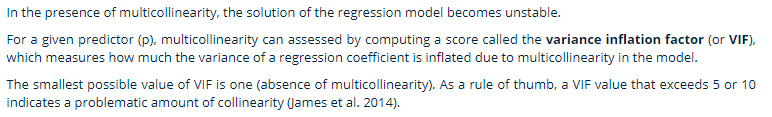 In the presence of multicollinearity, the solution of the regression model becomes unstable.
For a given predictor (p), multicollinearity can assessed by computing a score called the variance inflation factor (or VIF),
which measures how much the variance of a regression coefficient is inflated due to multicollinearity in the model.
The smallest possible value of VIF is one (absence of multicollinearity). As a rule of thumb, a VIF value that exceeds 5 or 10
indicates a problematic amount of collinearity (James et al. 2014).